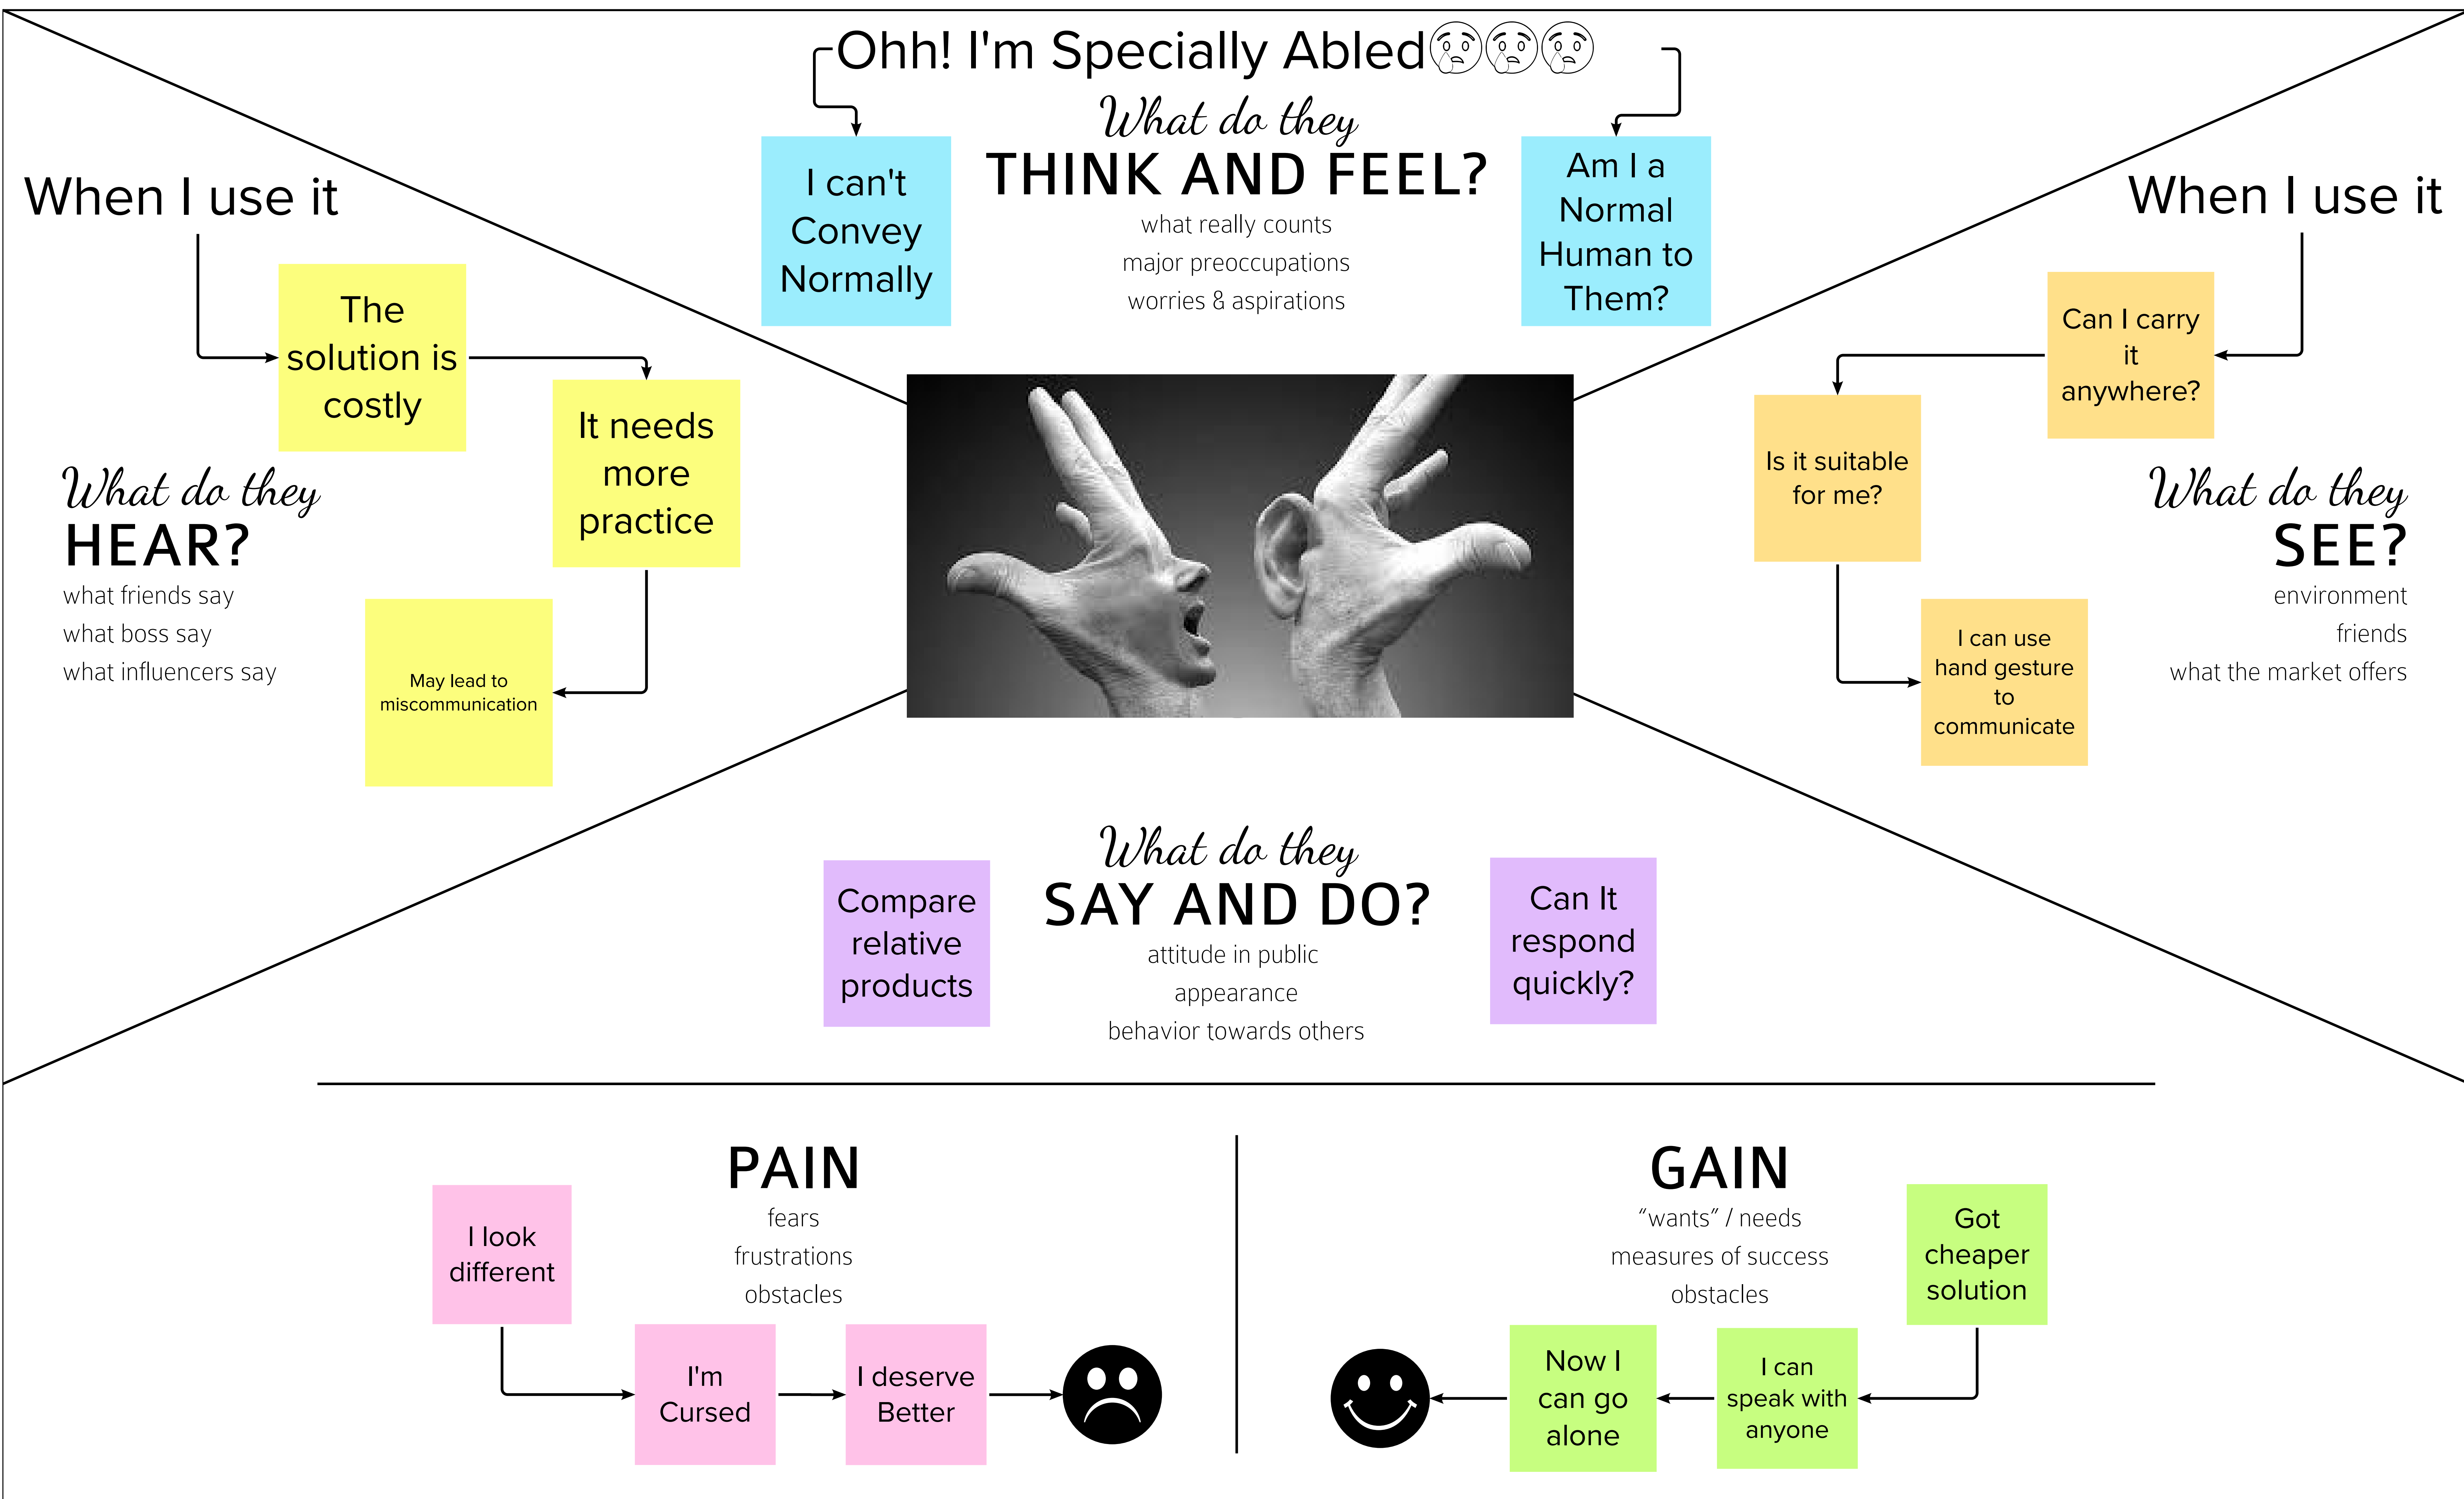 Ohh! I'm Specially Abled😢😢😢
What do they
THINK AND FEEL?
what really counts
major preoccupations
worries & aspirations
I can't
Convey
Normally
Am I a
Normal
Human to
Them?
When I use it
The
solution is
costly
It needs
more
practice
May lead to
miscommunication
What do they
HEAR?
what friends say
what boss say
what influencers say
When I use it
Can I carry
it
anywhere?
Is it suitable
for me?
I can use
hand gesture
to
communicate
What do they
SEE?
environment
friends
what the market offers
What do they
SAY AND DO?
attitude in public
appearance
behavior towards others
Compare
relative
products
Can It
respond
quickly?
PAIN
fears
frustrations
obstacles
I look
different
I'm
Cursed
I deserve
Better
GAIN
“wants” / needs
measures of success
obstacles
Got
cheaper
solution
I can
speak with
anyone
Now I
can go
alone